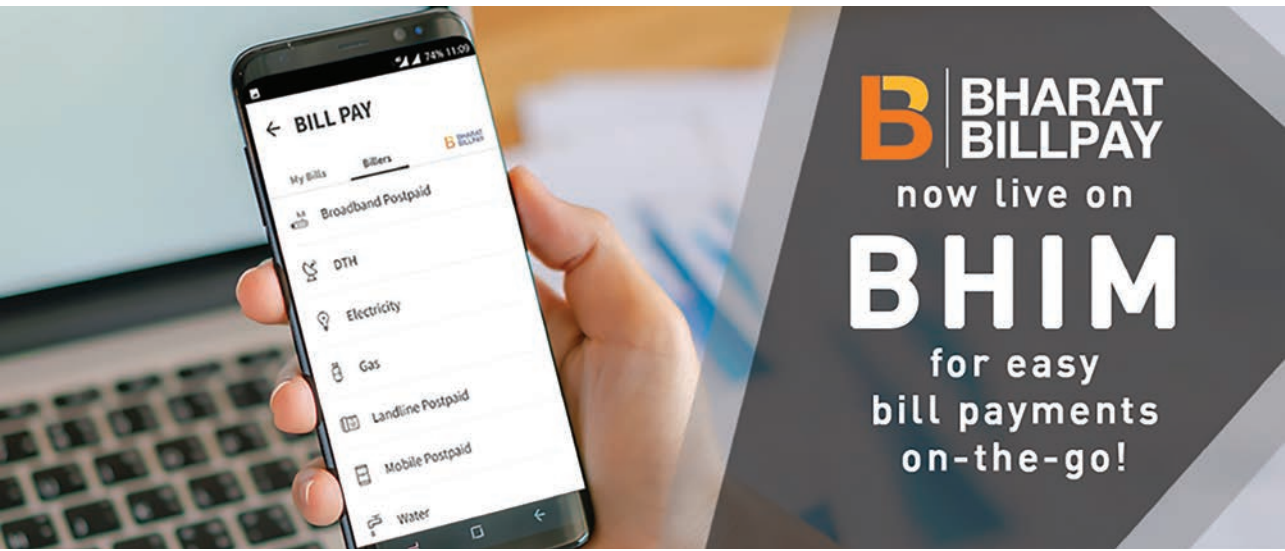 74% 11:09
← BILL PAY
BHARAT
BILLPAY
My Bills
Billers
Broadband Postpaid
DTH
Electricity
Gas
Landline Postpaid
Mobile Postpaid
Water
B
BHARAT
BILLPAY
now live on
BHIM
for easy
bill payments
on-the-go!